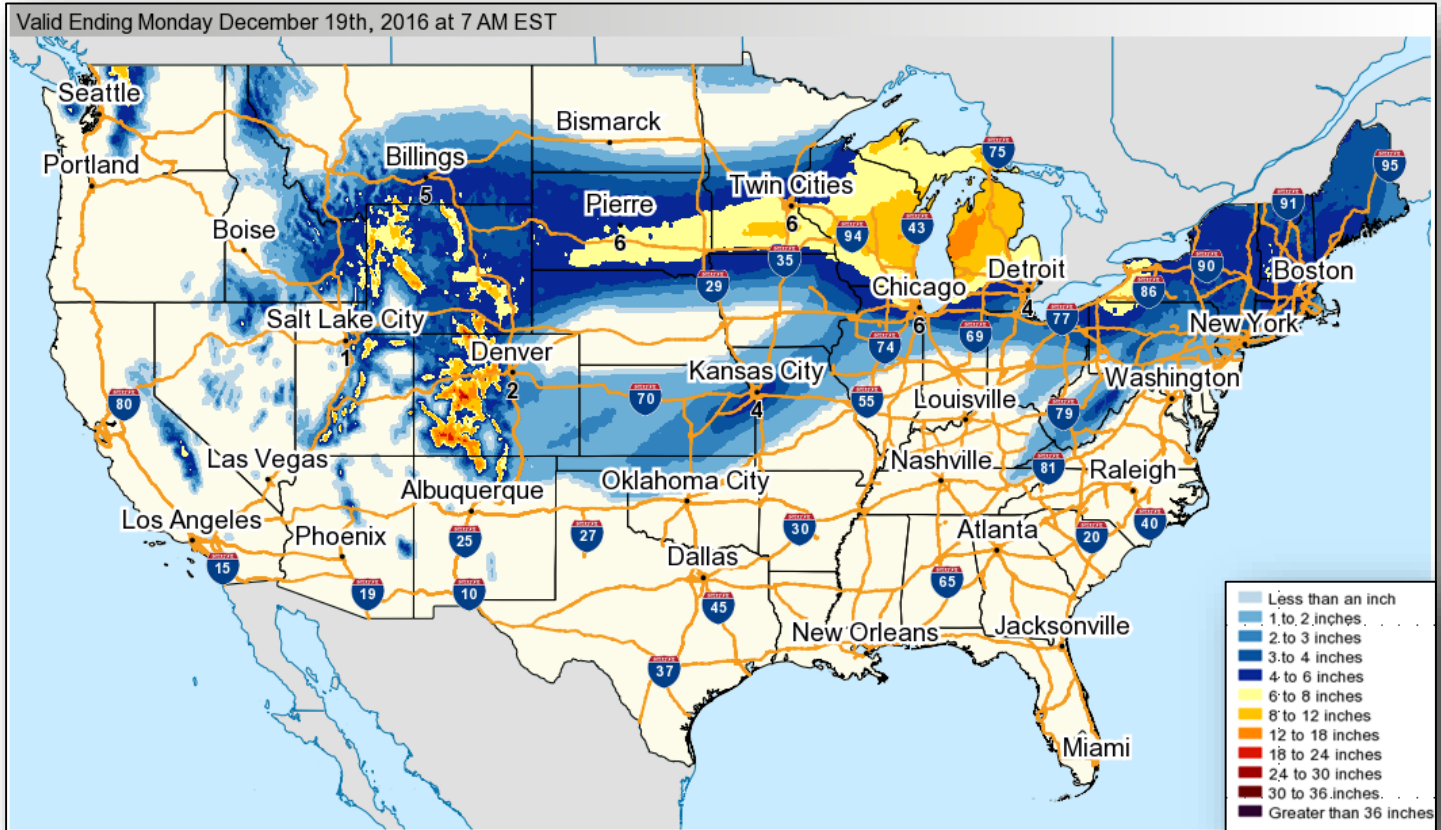 Valid Ending Monday December 19th, 2016 at 7 AM EST
Seattle
Portland
Billings
5
Bismarck
Boise
Pierre
6
Twin Cities
6
75
95
91
94
43
35
90
Boston
29
Chicago
6
Detroit
4
86
77
New York
Salt Lake City
1
Denver
2
74
69
Kansas City
4
Washington
80
70
55
Louisville
79
Las Vegas
Albuquerque
Oklahoma City
Nashville
81
Raleigh
Los Angeles
Phoenix
25
27
30
Atlanta
20
40
15
19
10
Dallas
45
65
New Orleans
Jacksonville
37
Miami
Less than an inch
1 to 2 inches
2 to 3 inches
3 to 4 inches
4 to 6 inches
6 to 8 inches
8 to 12 inches
12 to 18 inches
18 to 24 inches
24 to 30 inches
30 to 36 inches
Greater than 36 inches